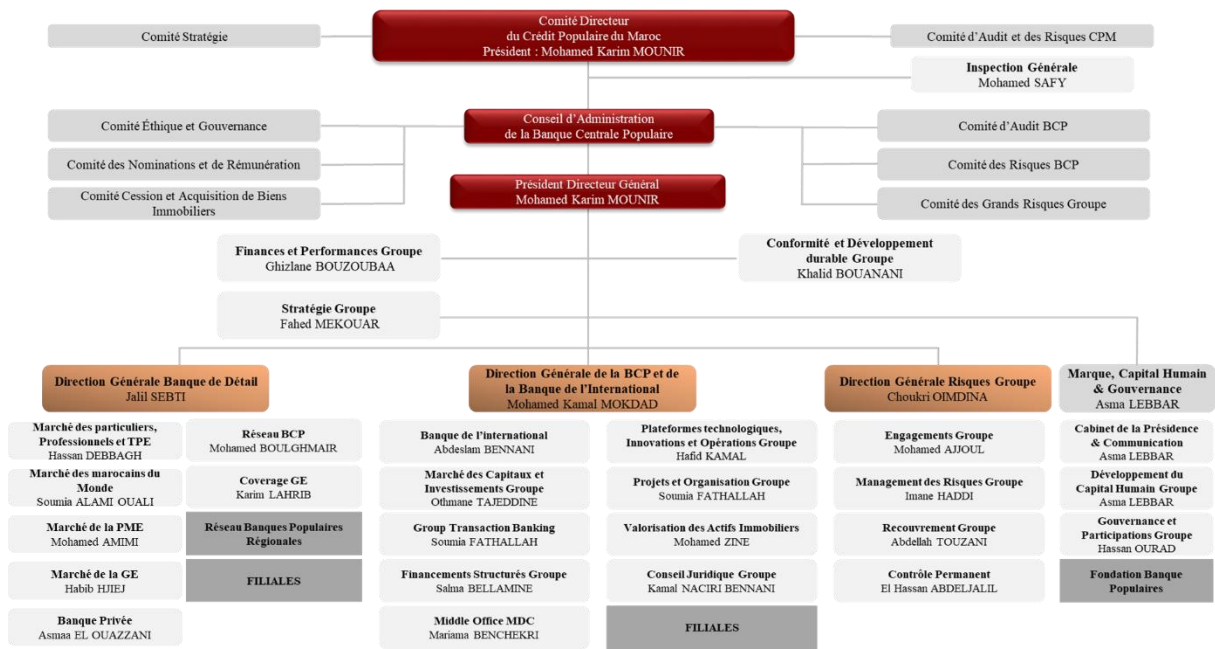 Comité Directeur
du Crédit Populaire du Maroc
Président : Mohamed Karim MOUNIR
Comité Stratégie
Comité d'Audit et des Risques CPM
Inspection Générale
Mohamed SAFY
Conseil d'Administration
de la Banque Centrale Populaire
Comité Éthique et Gouvernance
Comité des Nominations et de Rémunération
Comité Cession et Acquisition de Biens
Immobiliers
Comité d'Audit BCP
Comité des Risques BCP
Comité des Grands Risques Groupe
Président Directeur Général
Mohamed Karim MOUNIR
Finances et Performances Groupe
Ghizlane BOUZOUBAA
Conformité et Développement
durable Groupe
Khalid BOUANANI
Stratégie Groupe
Fahed MEKOUAR
Direction Générale Banque de Détail
Jalil SEBTI
Marché des particuliers,
Professionnels et TPE
Hassan DEBBAGH
Marché des marocains du
Monde
Soumia ALAMI OUALI
Marché de la PME
Mohamed AMIMI
Marché de la GE
Habib HJIEJ
Banque Privée
Asmaa EL OUAZZANI
Réseau BCP
Mohamed BOULGHMAIR
Coverage GE
Karim LAHRIB
Réseau Banques Populaires
Régionales
FILIALES
Direction Générale de la BCP et de
la Banque de l'International
Mohamed Kamal MOKDAD
Banque de l'international
Abdeslam BENNANI
Marché des Capitaux et
Investissements Groupe
Othmane TAJEDDINE
Group Transaction Banking
Soumia FATHALLAH
Financements Structurés Groupe
Salma BELLAMINE
Middle Office MDC
Mariama BENCHEKRI
Plateformes technologiques,
Innovations et Opérations Groupe
Hafid KAMAL
Projets et Organisation Groupe
Soumia FATHALLAH
Valorisation des Actifs Immobiliers
Mohamed ZINE
Conseil Juridique Groupe
Kamal NACIRI BENNANI
FILIALES
Direction Générale Risques Groupe
Choukri OIMDINA
Engagements Groupe
Mohamed AJJOUL
Management des Risques Groupe
Imane HADDI
Recouvrement Groupe
Abdellah TOUZANI
Contrôle Permanent
El Hassan ABDELJALIL
Marque, Capital Humain
& Gouvernance
Asma LEBBAR
Cabinet de la Présidence
& Communication
Asma LEBBAR
Développement du
Capital Humain Groupe
Asma LEBBAR
Gouvernance et
Participations Groupe
Hassan OURAD
Fondation Banque
Populaires